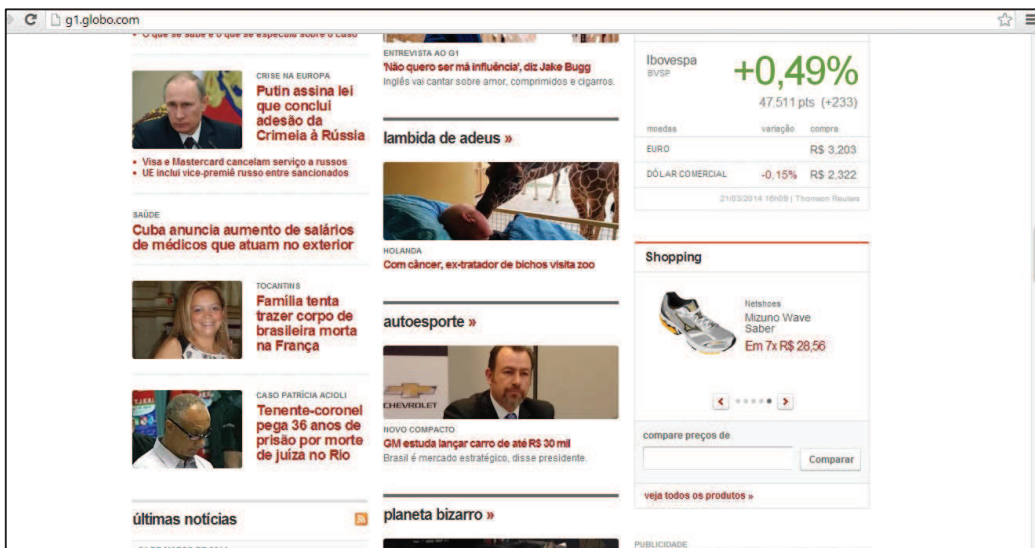 g1.globo.com
• O que se sabe e o que se especula sobre o caso
CRISE NA EUROPA
Putin assina lei
que conclui
adesão da
Crimeia à Rússia
• Visa e Mastercard cancelam serviço a russos
• UE inclui vice-premiê russo entre sancionados
SAÚDE
Cuba anuncia aumento de salários
de médicos que atuam no exterior
TOCANTINS
Família tenta
trazer corpo de
brasileira morta
na França
CASO PATRÍCIA ACIOLI
Tenente-coronel
pega 36 anos de
prisão por morte
de juíza no Rio
últimas notícias
ENTREVISTA AO G1
'Não quero ser má influência', diz Jake Bugg
Inglês vai cantar sobre amor, comprimidos e cigarros.
lambida de adeus »
HOLANDA
Com câncer, ex-tratador de bichos visita zoo
autoesporte »
CHEVROLET
NOVO COMPACTO
GM estuda lançar carro de até R$ 30 mil
Brasil é mercado estratégico, disse presidente.
planeta bizarro »
Ibovespa
BVSP
+0,49%
47.511 pts (+233)
moedas variação compra
EURO R$ 3,203
DÓLAR COMERCIAL -0,15% R$ 2,322
21/03/2014 16h09 | Thomson Reuters
Shopping
Netshoes
Mizuno Wave
Saber
Em 7x R$ 28,56
compare preços de
Comparar
veja todos os produtos »
PUBLICIDADE